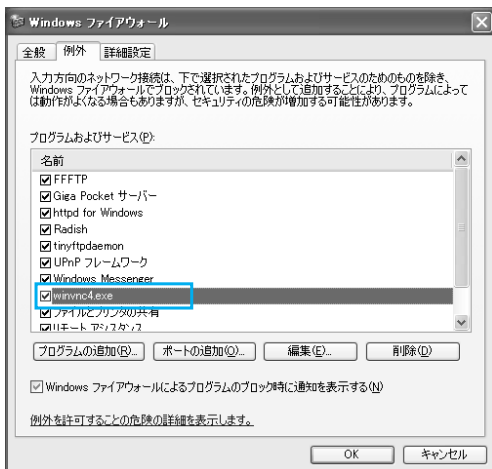 Windows ファイアウォール
全般 例外 詳細設定
入力方向のネットワーク接続は、下で選択されたプログラムおよびサービスのためのものを除き、
Windows ファイアウォールでブロックされています。例外として追加することにより、プログラムによって
は動作がよくなる場合もありますが、セキュリティの危険が増加する可能性があります。
プログラムおよびサービス(P):
名前
FFFTP
Giga Pocket サーバー
httpd for Windows
Radish
tinyftpdaemon
UPnP フレームワーク
Windows Messenger
winvnc4.exe
ファイルとプリンタの共有
リモート アシスタンス
プログラムの追加(R)... ポートの追加(O)... 編集(E)... 削除(D)
Windows ファイアウォールによるプログラムのブロック時に通知を表示する(N)
例外を許可することの危険の詳細を表示します。
OK キャンセル